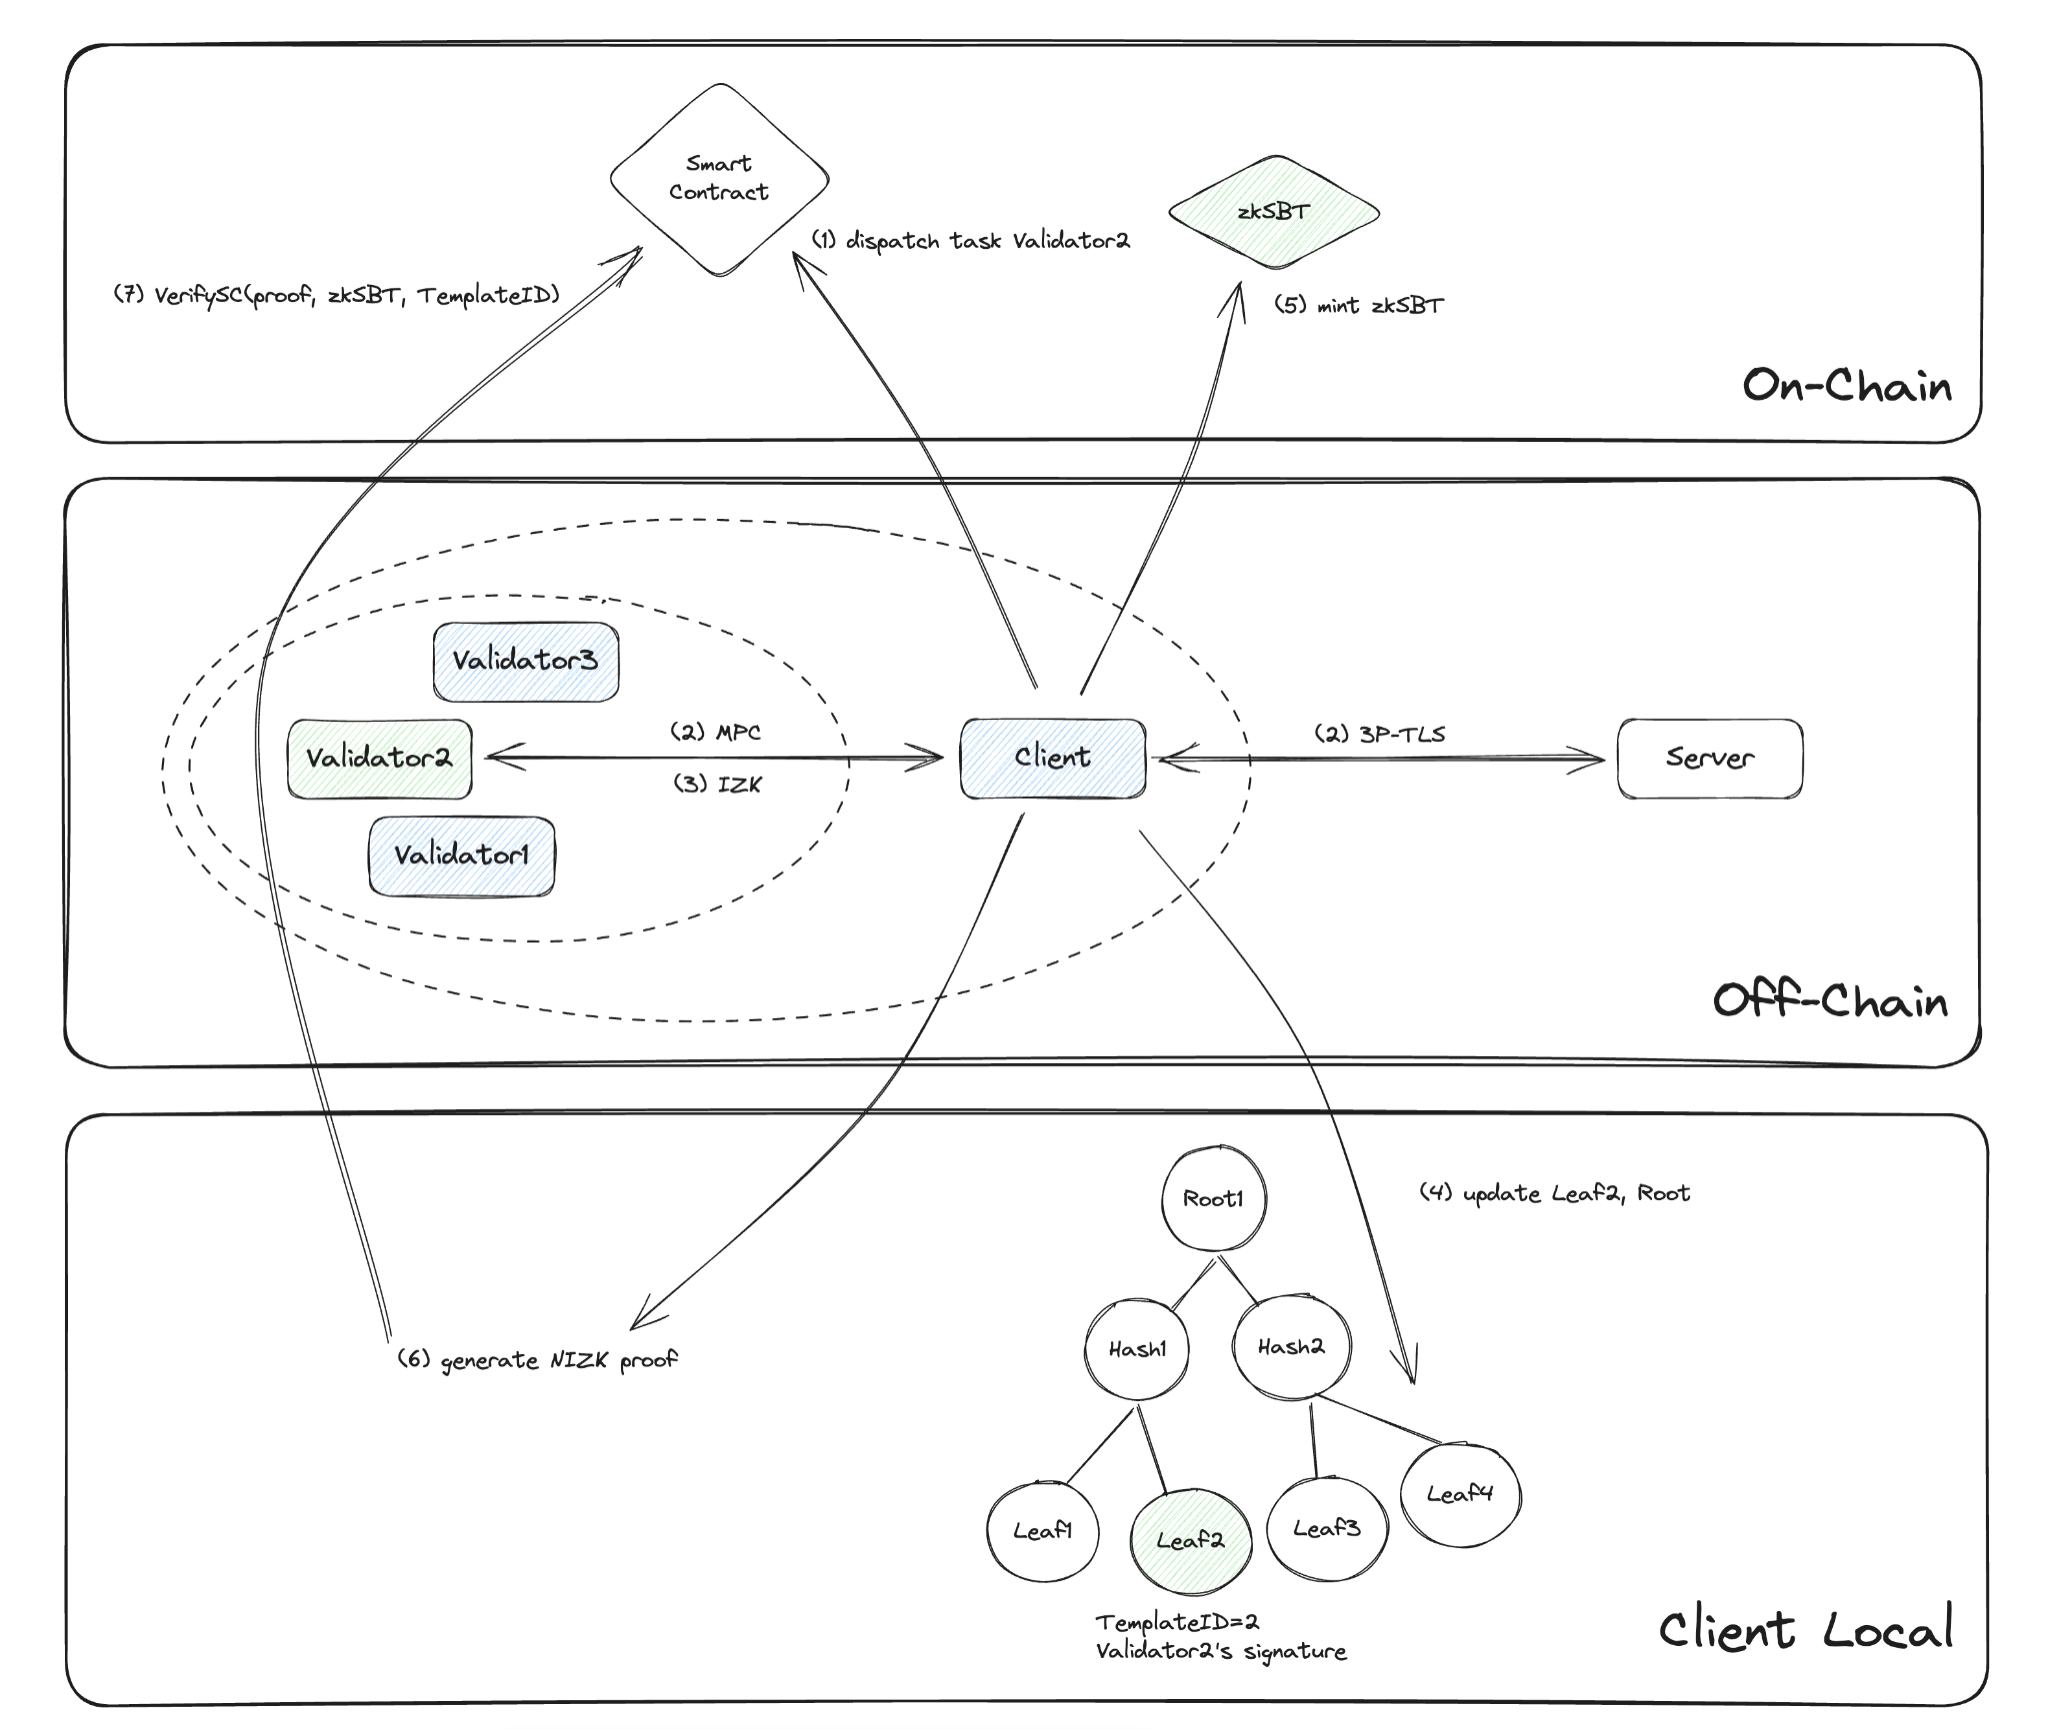 Smart
Contract
zkSBT
(1) dispatch task Validator2
(7) VerifySC(proof, zkSBT, TemplateID)
(5) mint zkSBT
On-Chain
Validator3
(2) MPC
(2) 3P-TLS
Validator2
Client
Server
(3) IZK
Validator1
Off-Chain
Root1
(4) update Leaf2, Root
Hash1
Hash2
(6) generate NIZK proof
Leaf4
Leaf1
Leaf2
Leaf3
TemplateID=2
Validator2's signature
Client Local